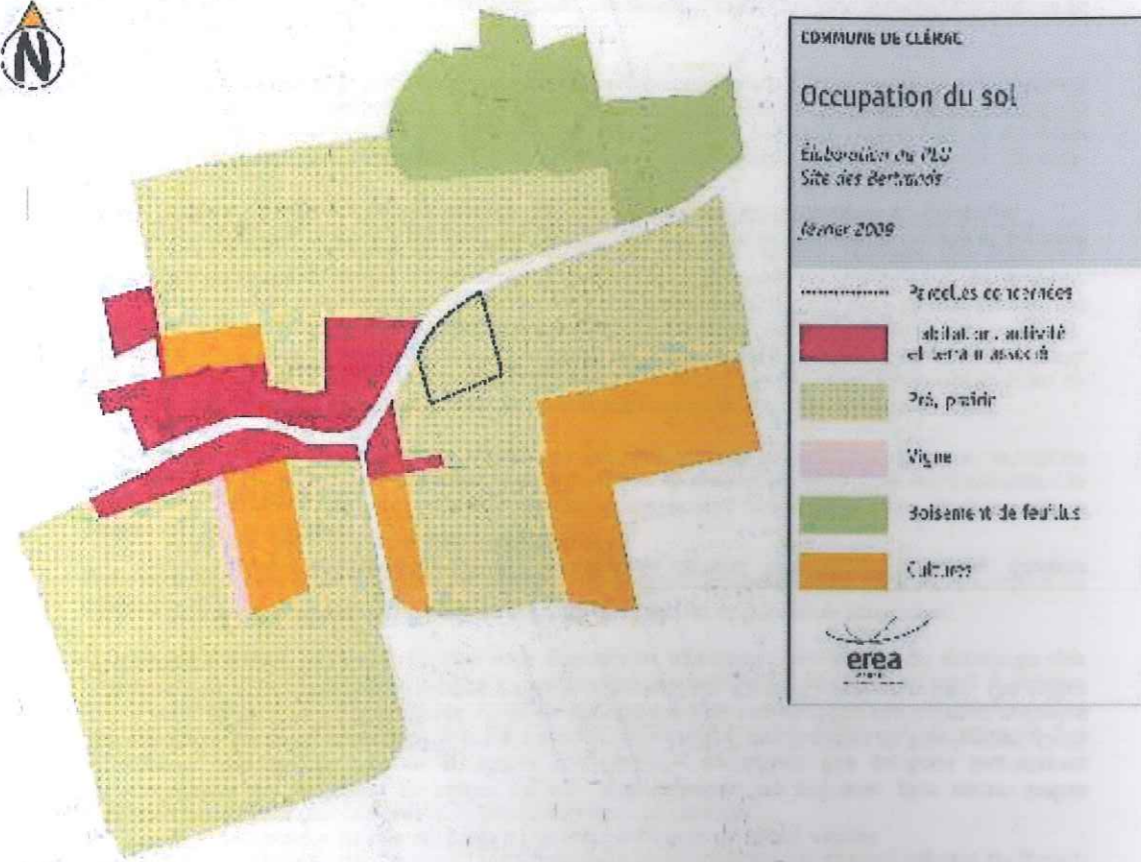 N
COMMUNE DE CLÉRAC
Occupation du sol
Élaboration du PLU
Site des Bertrands
février 2009
Parcelles concernées
Habitation, activité
et terrain associé
Pré, prairie
Vigne
Boisement de feuillus
Cultures
erea